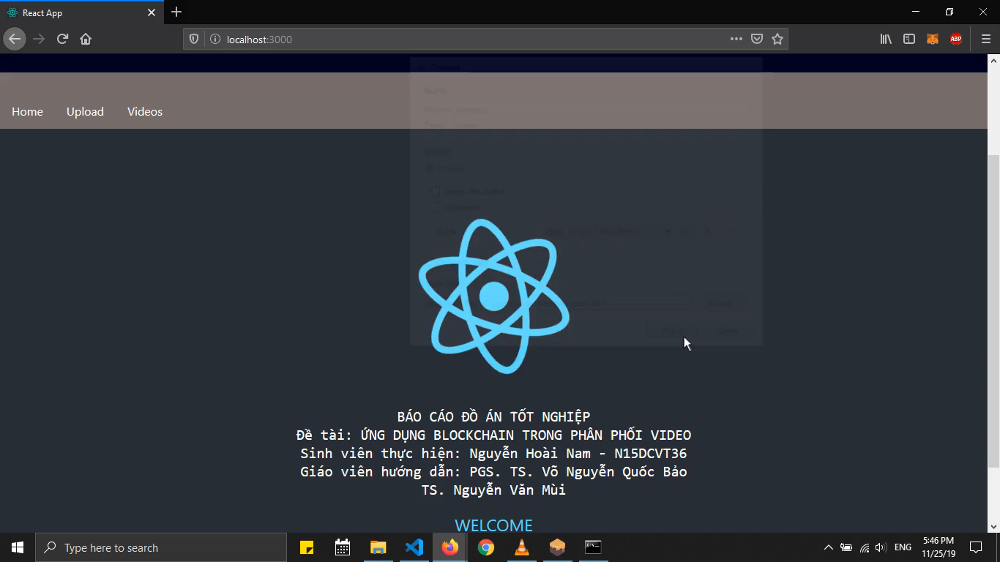 React App
localhost:3000
ABP
Home Upload Videos
BÁO CÁO ĐỒ ÁN TỐT NGHIỆP
Đề tài: ỨNG DỤNG BLOCKCHAIN TRONG PHÂN PHỐI VIDEO
Sinh viên thực hiện: Nguyễn Hoài Nam - N15DCVT36
Giáo viên hướng dẫn: PGS. TS. Võ Nguyễn Quốc Bảo
TS. Nguyễn Văn Mùi
WELCOME
Type here to search
ENG
5:46 PM
11/25/19